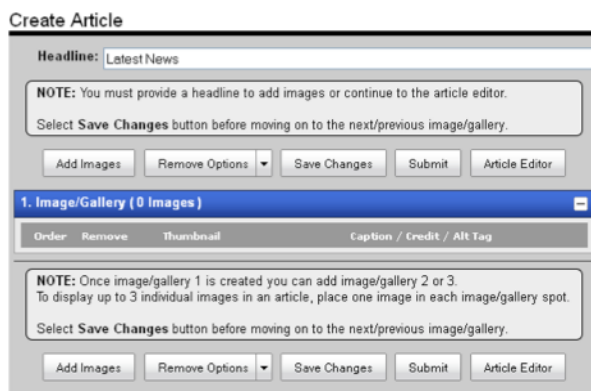 Create Article
Headline: Latest News
NOTE: You must provide a headline to add images or continue to the article editor.
Select Save Changes button before moving on to the next/previous image/gallery.
Add Images Remove Options Save Changes Submit Article Editor
1. Image/Gallery ( 0 Images )
Order Remove Thumbnail Caption / Credit / Alt Tag
NOTE: Once image/gallery 1 is created you can add image/gallery 2 or 3.
To display up to 3 individual images in an article, place one image in each image/gallery spot.
Select Save Changes button before moving on to the next/previous image/gallery.
Add Images Remove Options Save Changes Submit Article Editor